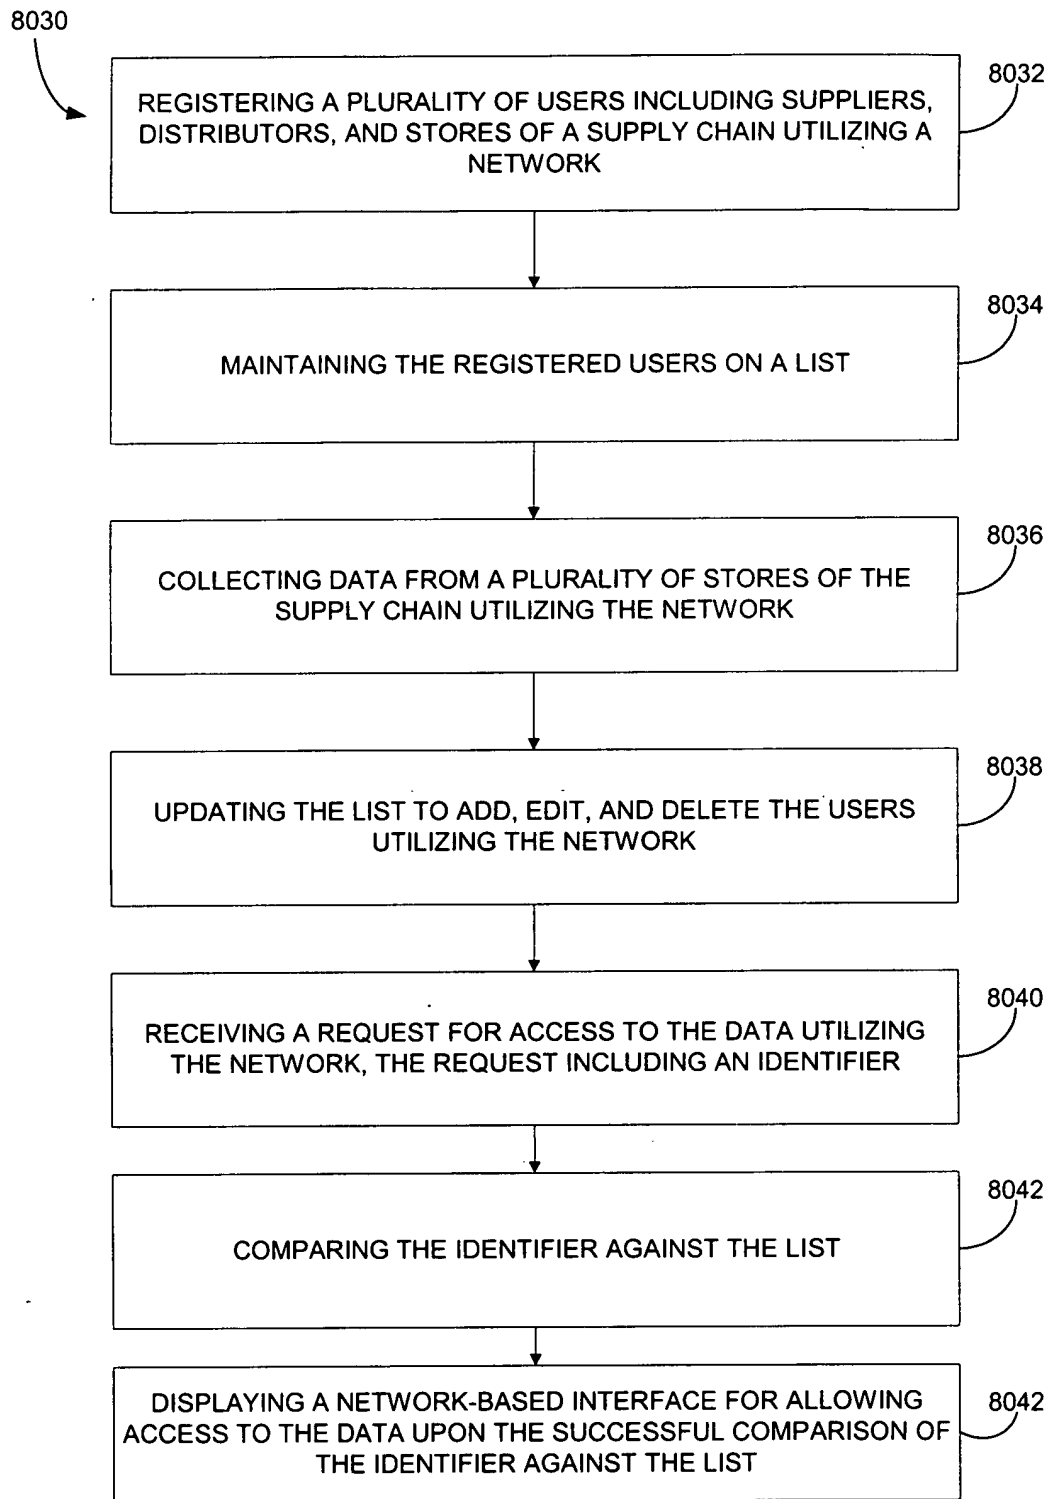 8030
REGISTERING A PLURALITY OF USERS INCLUDING SUPPLIERS,
DISTRIBUTORS, AND STORES OF A SUPPLY CHAIN UTILIZING A
NETWORK
8032
MAINTAINING THE REGISTERED USERS ON A LIST
8034
COLLECTING DATA FROM A PLURALITY OF STORES OF THE
SUPPLY CHAIN UTILIZING THE NETWORK
8036
UPDATING THE LIST TO ADD, EDIT, AND DELETE THE USERS
UTILIZING THE NETWORK
8038
RECEIVING A REQUEST FOR ACCESS TO THE DATA UTILIZING
THE NETWORK, THE REQUEST INCLUDING AN IDENTIFIER
8040
COMPARING THE IDENTIFIER AGAINST THE LIST
8042
DISPLAYING A NETWORK-BASED INTERFACE FOR ALLOWING
ACCESS TO THE DATA UPON THE SUCCESSFUL COMPARISON OF
THE IDENTIFIER AGAINST THE LIST
8042